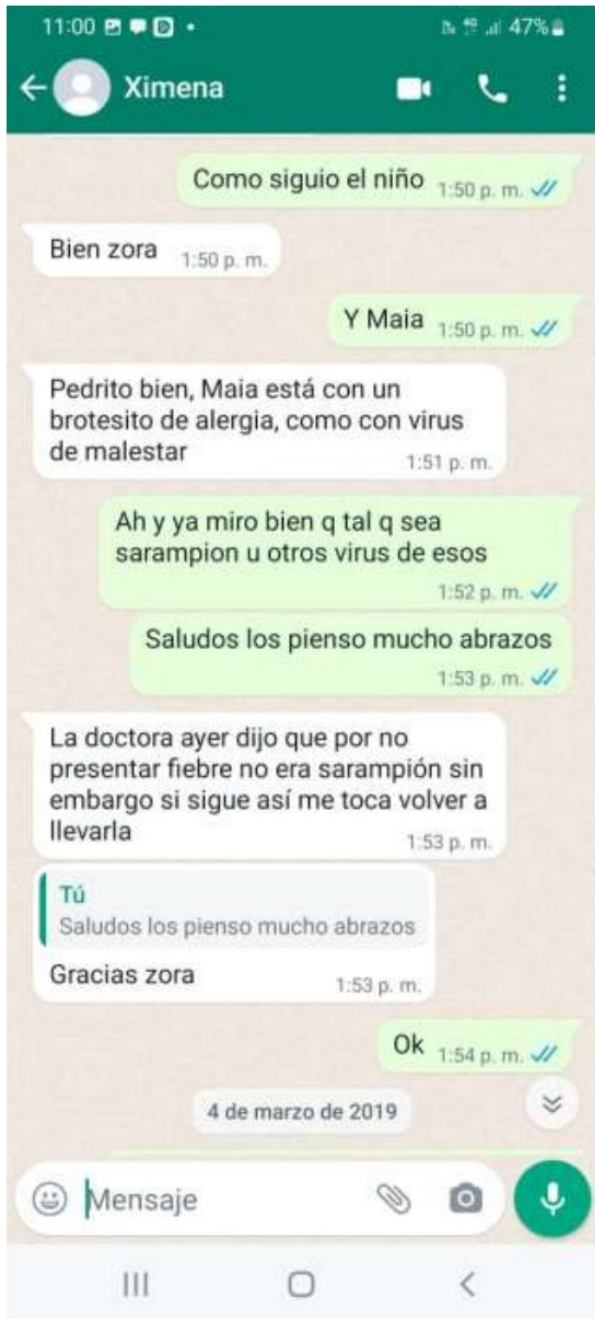 11:00
47%
Ximena
Como siguio el niño 1:50 p. m.
Bien zora 1:50 p. m.
Y Maia 1:50 p. m.
Pedrito bien, Maia está con un
brotesito de alergia, como con virus
de malestar
1:51 p. m.
Ah y ya miro bien q tal q sea
sarampion u otros virus de esos
1:52 p. m.
Saludos los pienso mucho abrazos
1:53 p. m.
La doctora ayer dijo que por no
presentar fiebre no era sarampión sin
embargo si sigue así me toca volver a
llevarla
1:53 p. m.
Tú
Saludos los pienso mucho abrazos
Gracias zora 1:53 p. m.
Ok 1:54 p. m.
4 de marzo de 2019
Mensaje